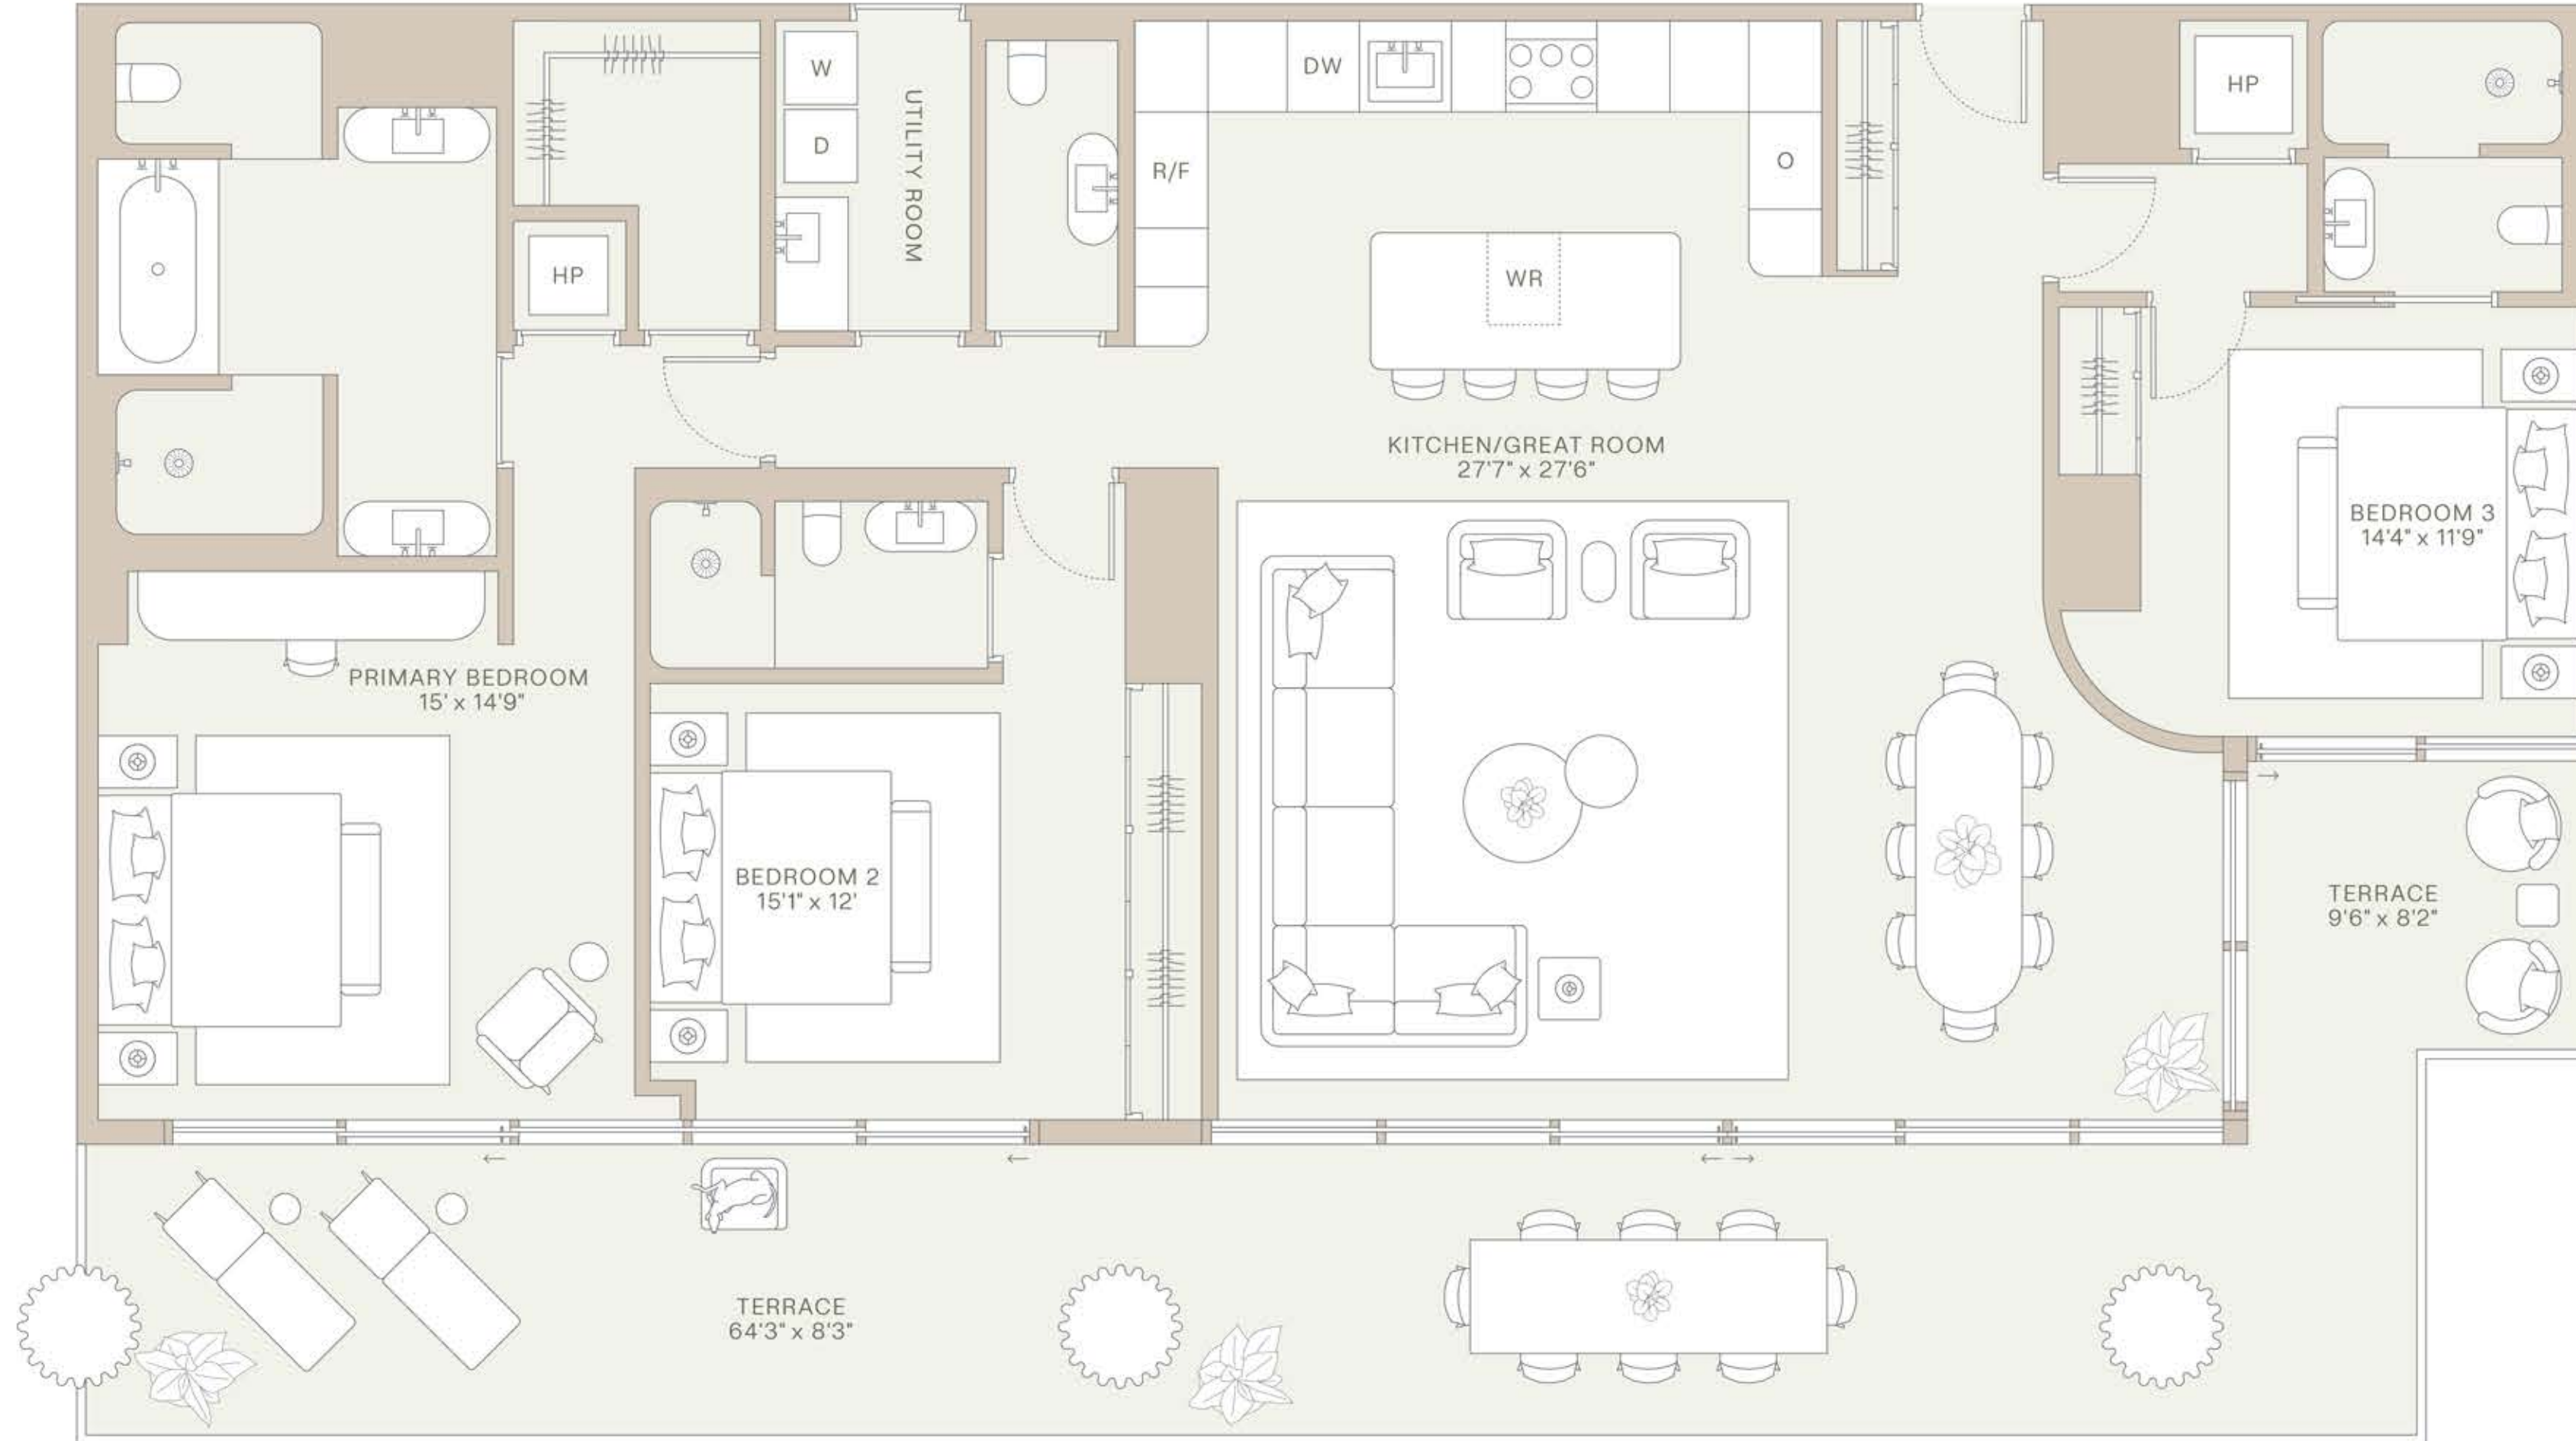 W
D
UTILITY ROOM
HP
DW
R/F
O
WR
HP
KITCHEN/GREAT ROOM
27'7" x 27'6"
BEDROOM 3
14'4" x 11'9"
PRIMARY BEDROOM
15' x 14'9"
BEDROOM 2
15'1" x 12'
TERRACE
9'6" x 8'2"
TERRACE
64'3" x 8'3"